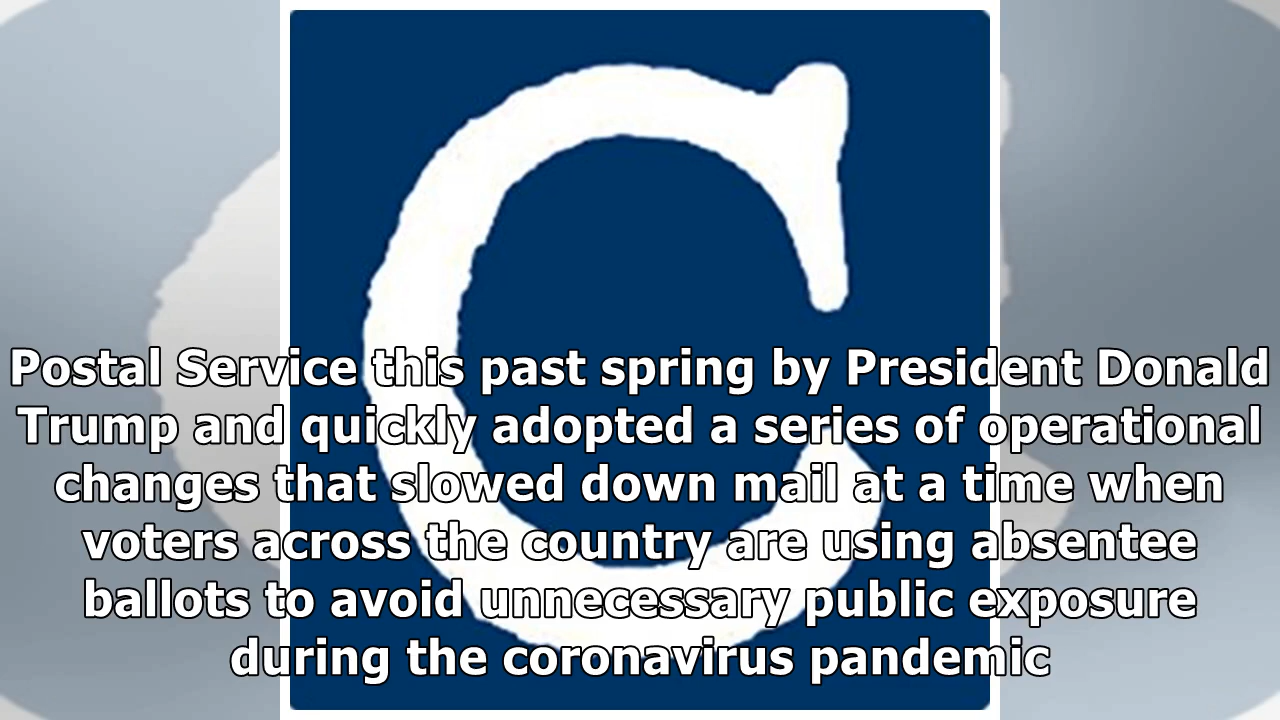 C
Postal Service this past spring by President Donald
Trump and quickly adopted a series of operational
changes that slowed down mail at a time when
voters across the country are using absentee
ballots to avoid unnecessary public exposure
during the coronavirus pandemic